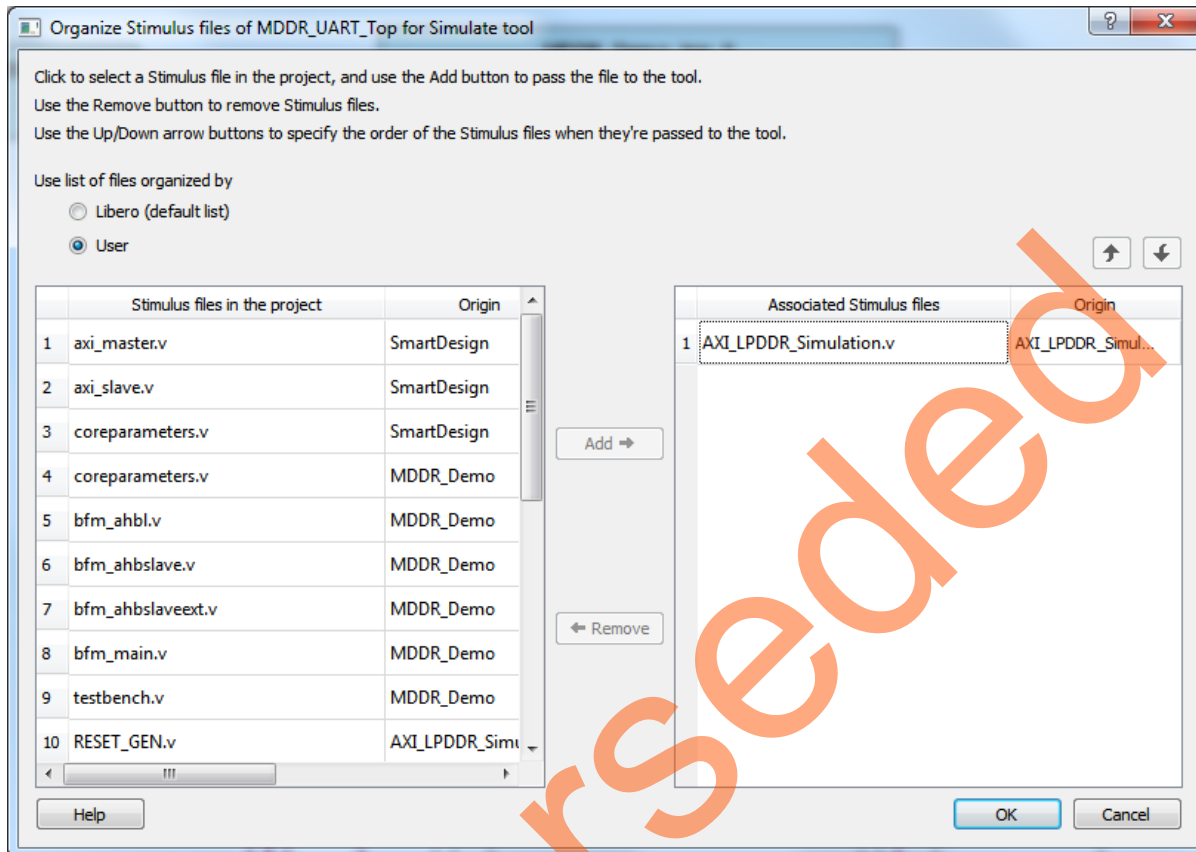 Organize Stimulus files of MDDR_UART_Top for Simulate tool
Click to select a Stimulus file in the project, and use the Add button to pass the file to the tool.
Use the Remove button to remove Stimulus files.
Use the Up/Down arrow buttons to specify the order of the Stimulus files when they're passed to the tool.
Use list of files organized by
Libero (default list)
User
Stimulus files in the project Origin
1 axi_master.v SmartDesign
2 axi_slave.v SmartDesign
3 coreparameters.v SmartDesign
4 coreparameters.v MDDR_Demo
5 bfm_ahbl.v MDDR_Demo
6 bfm_ahbslave.v MDDR_Demo
7 bfm_ahbslaveext.v MDDR_Demo
8 bfm_main.v MDDR_Demo
9 testbench.v MDDR_Demo
10 RESET_GEN.v AXI_LPDDR_Simu
Add
Remove
Associated Stimulus files Origin
1 AXI_LPDDR_Simulation.v AXI_LPDDR_Simul...
Help
OK Cancel
rseded